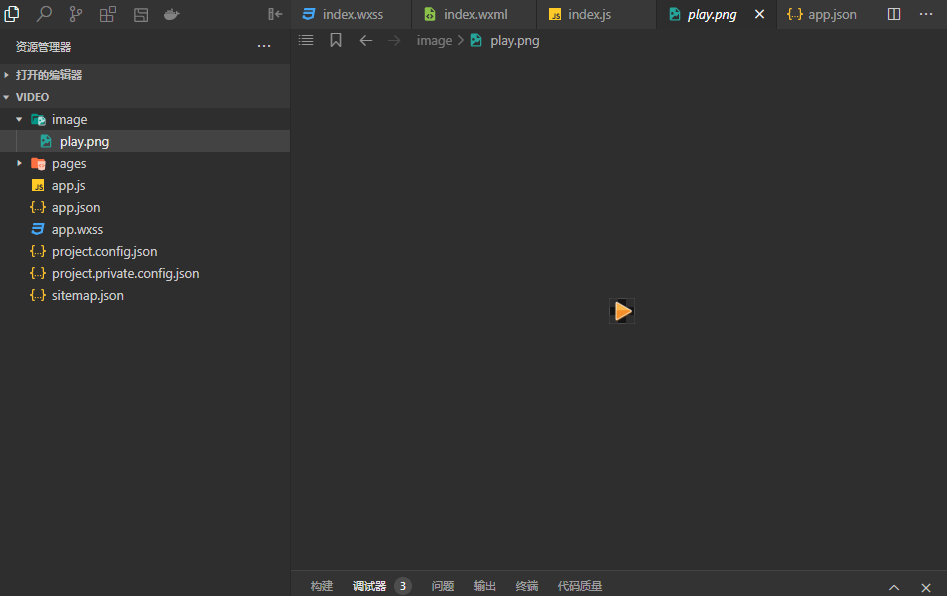 index.wxss index.wxml JS index.js play.png {..} app.json
资源管理器
image play.png
打开的编辑器
VIDEO
image
play.png
pages
JS app.js
{..} app.json
app.wxss
{..} project.config.json
{..} project.private.config.json
{..} sitemap.json
构建 调试器 3 问题 输出 终端 代码质量